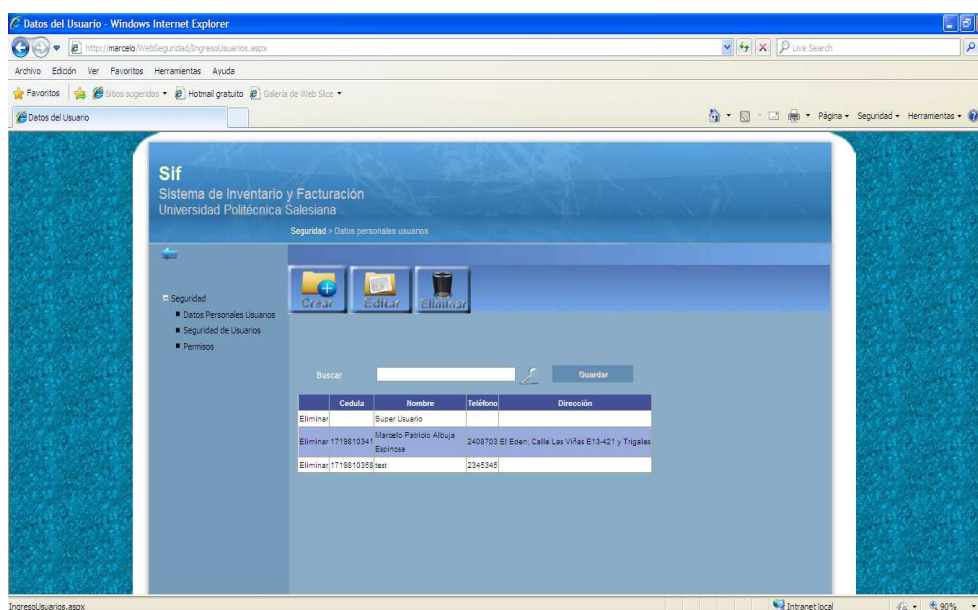 Datos del Usuario - Windows Internet Explorer
http://marcelo/WebSeguridad/IngresoUsuarios.aspx
Live Search
Archivo Edición Ver Favoritos Herramientas Ayuda
Favoritos Sitios sugeridos Hotmail gratuito Galería de Web Slice
Datos del Usuario
Página Seguridad Herramientas
Sif
Sistema de Inventario y Facturación
Universidad Politécnica Salesiana
Seguridad > Datos personales usuarios
Crear Editar Eliminar
Seguridad
Datos Personales Usuarios
Seguridad de Usuarios
Permisos
Buscar Guardar
Cedula Nombre Teléfono Dirección
Eliminar Super Usuario
Eliminar 1719810341 Marcelo Patricio Albuja Espinosa 2408703 El Eden; Calle Las Viñas E13-421 y Trigales
Eliminar 1719810358 test 2345345
IngresoUsuarios.aspx Intranet local 90%